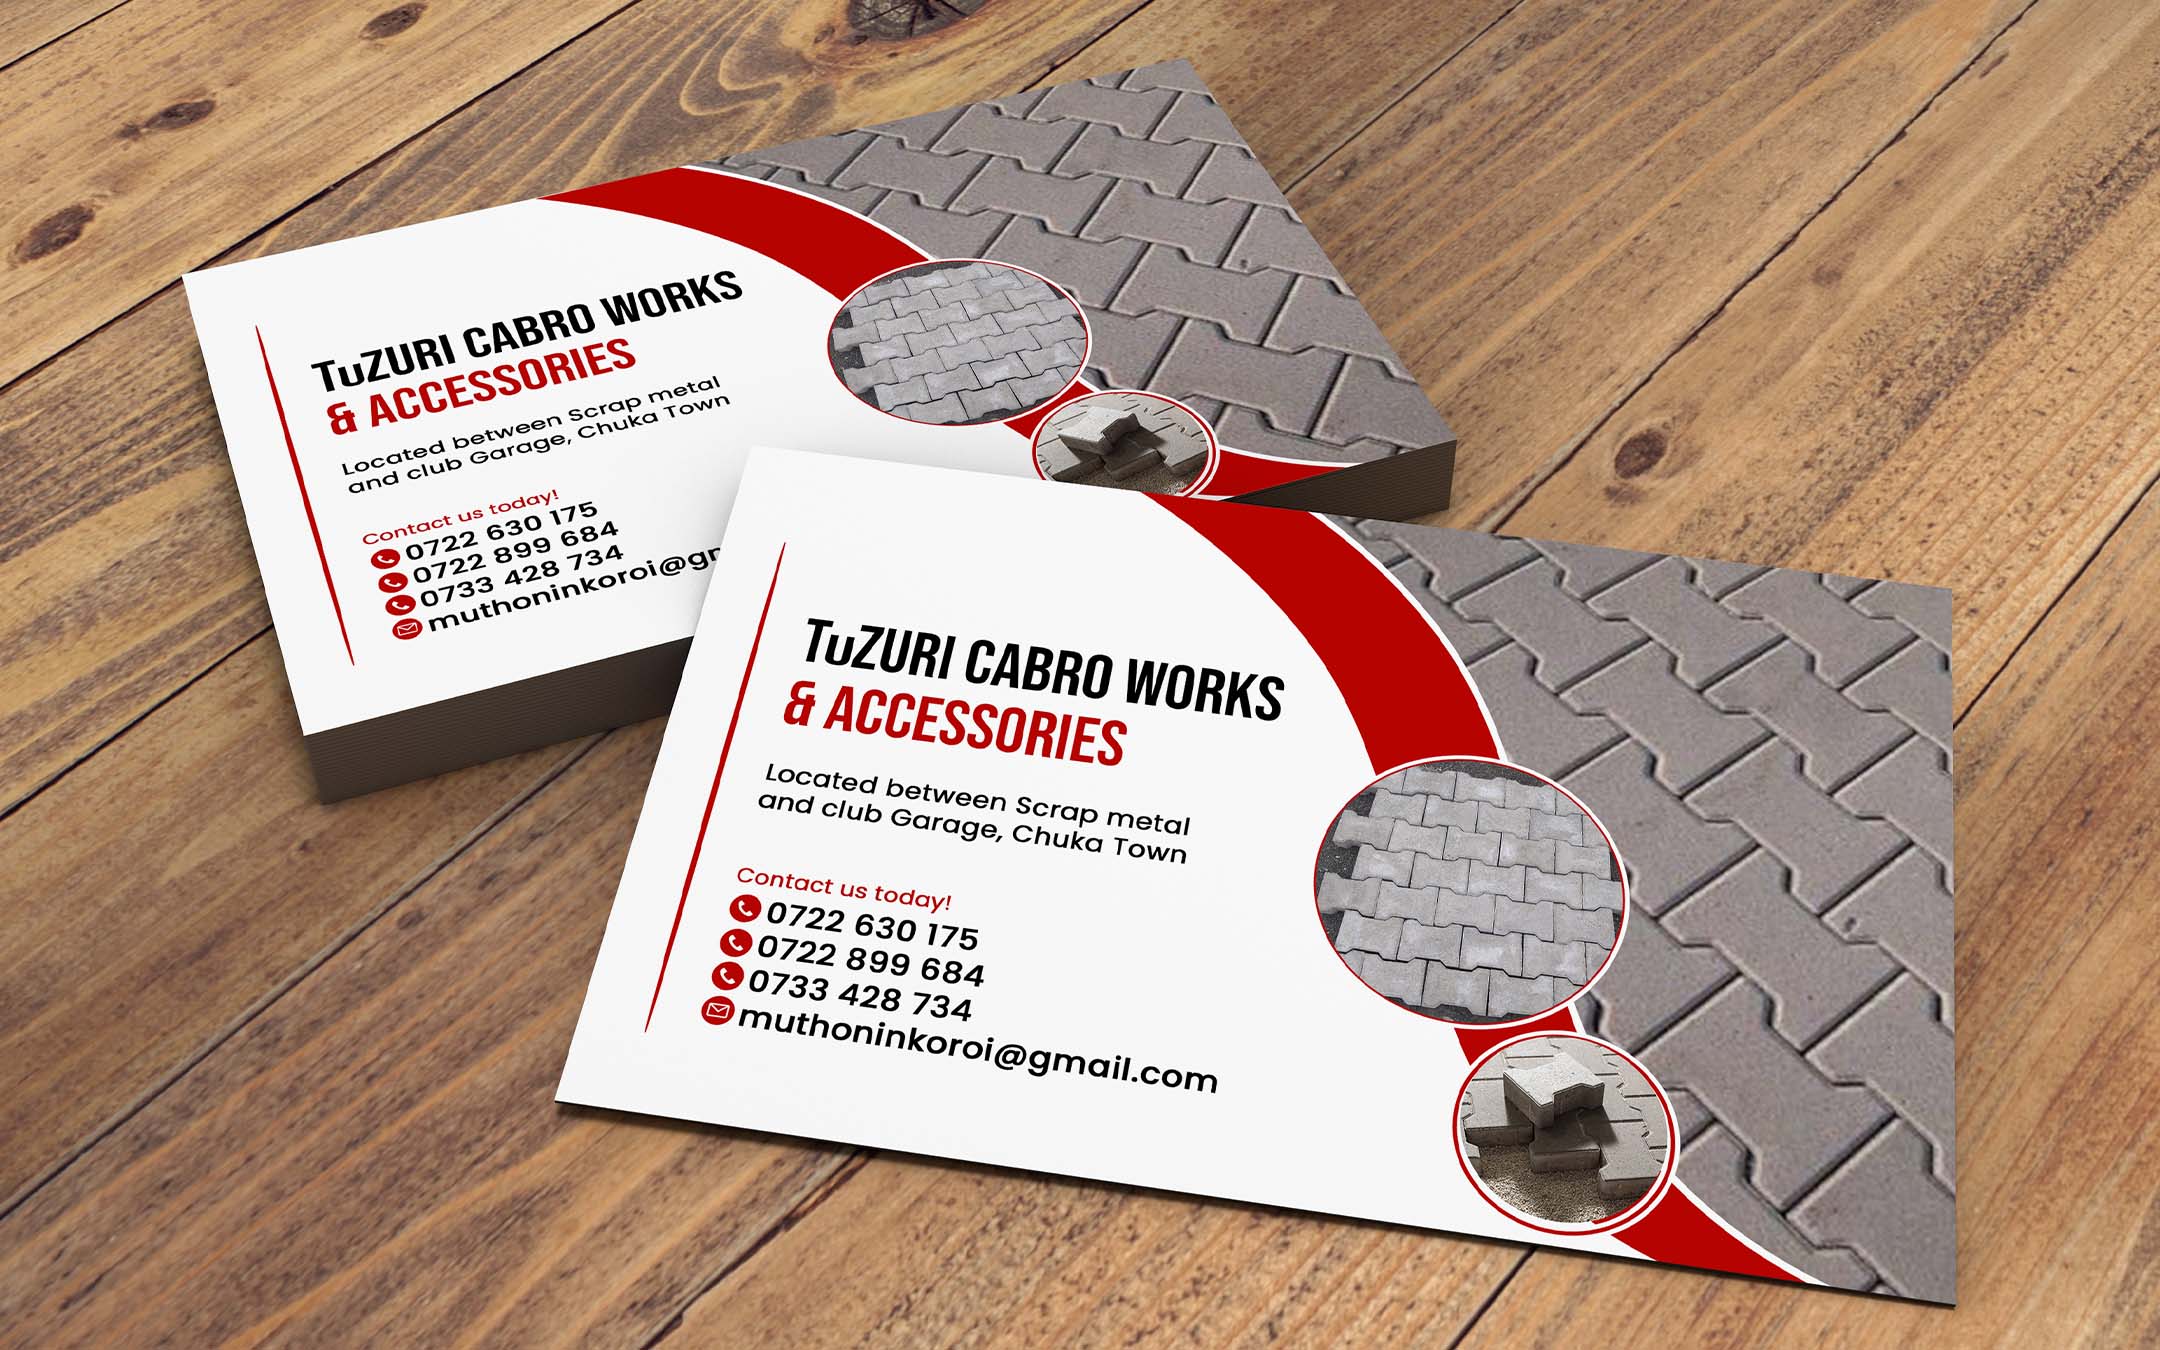 TuZURI CABRO WORKS
& ACCESSORIES
Located between Scrap metal
and club Garage, Chuka Town
Contact us today!
0722 630 175
0722 899 684
0733 428 734
muthoninkoroi@gm
TuZURI CABRO WORKS
& ACCESSORIES
Located between Scrap metal
and club Garage, Chuka Town
Contact us today!
0722 630 175
0722 899 684
0733 428 734
muthoninkoroi@gmail.com